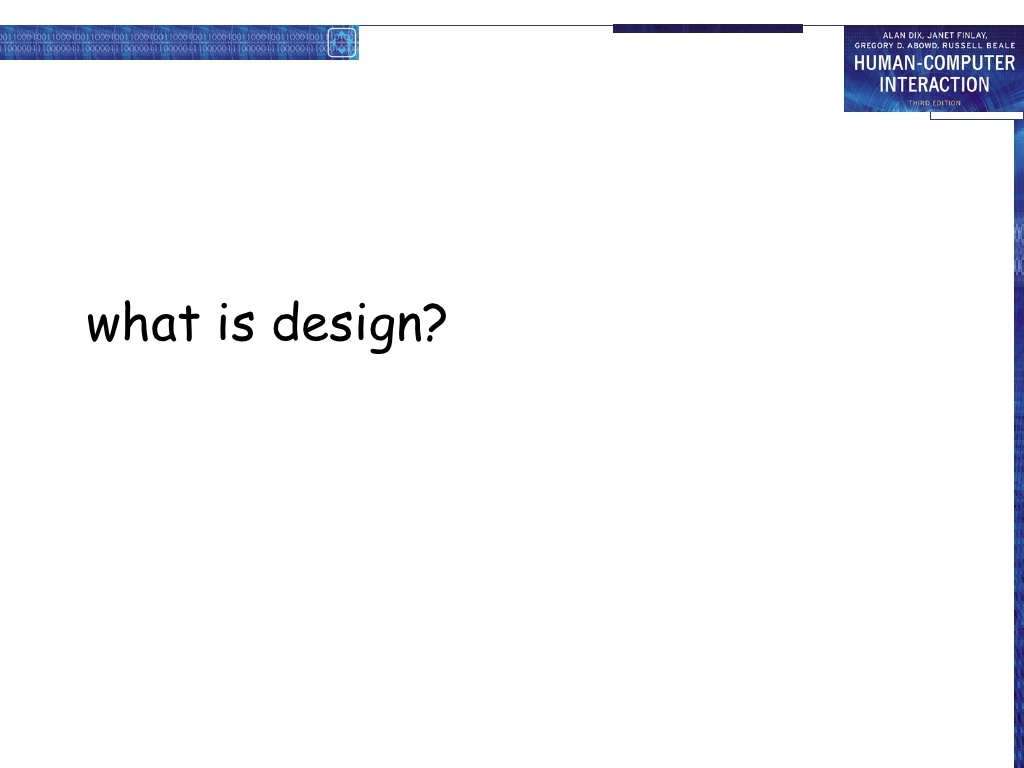 ALAN DIX, JANET FINLAY,
GREGORY D. ABOWD, RUSSELL BEALE
HUMAN-COMPUTER
INTERACTION
THIRD EDITION
what is design?